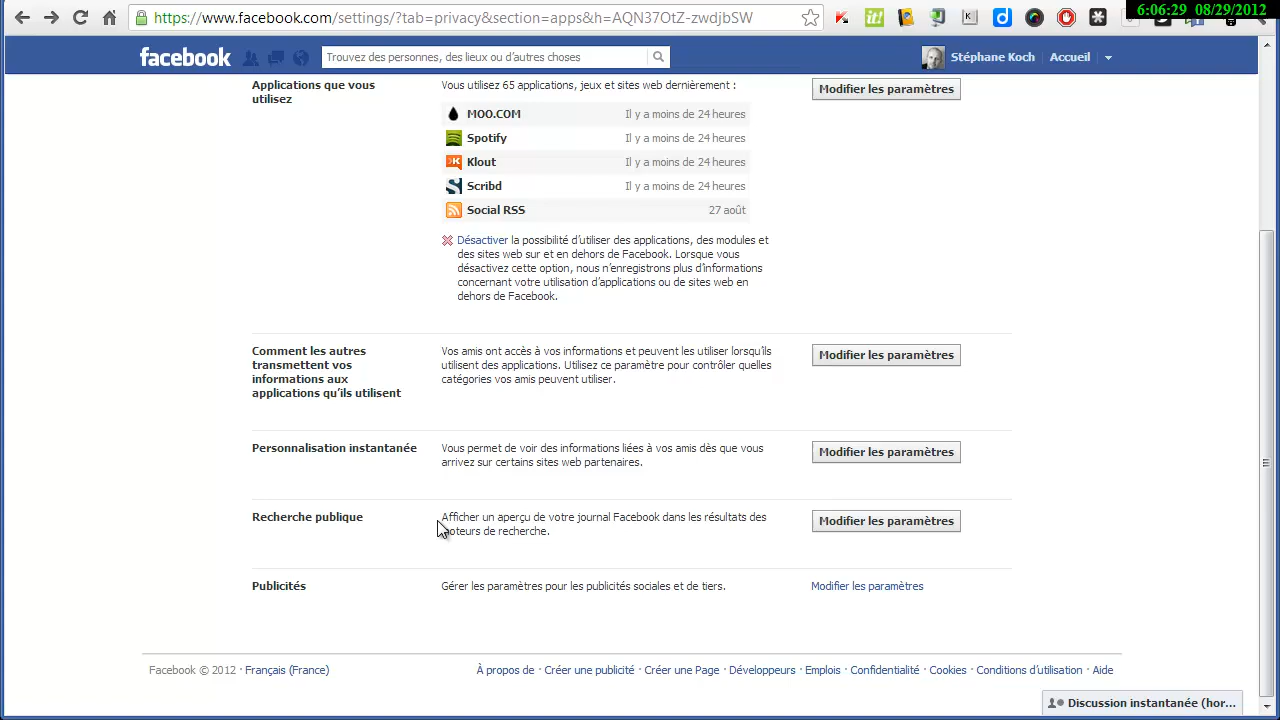 6:06:29 08/29/2012
https://www.facebook.com/settings/?tab=privacy&section=apps&h=AQN37OtZ-zwdjbSW
facebook
Trouvez des personnes, des lieux ou d'autres choses
Stéphane Koch
Accueil
Applications que vous
utilisez
Vous utilisez 65 applications, jeux et sites web dernièrement :
Modifier les paramètres
MOO.COM Il y a moins de 24 heures
Spotify Il y a moins de 24 heures
Klout Il y a moins de 24 heures
Scribd Il y a moins de 24 heures
Social RSS 27 août
Désactiver la possibilité d'utiliser des applications, des modules et
des sites web sur et en dehors de Facebook. Lorsque vous
désactivez cette option, nous n'enregistrons plus d'informations
concernant votre utilisation d'applications ou de sites web en
dehors de Facebook.
Comment les autres
transmettent vos
informations aux
applications qu'ils utilisent
Vos amis ont accès à vos informations et peuvent les utiliser lorsqu'ils
utilisent des applications. Utilisez ce paramètre pour contrôler quelles
catégories vos amis peuvent utiliser.
Modifier les paramètres
Personnalisation instantanée
Vous permet de voir des informations liées à vos amis dès que vous
arrivez sur certains sites web partenaires.
Modifier les paramètres
Recherche publique
Afficher un aperçu de votre journal Facebook dans les résultats des
moteurs de recherche.
Modifier les paramètres
Publicités
Gérer les paramètres pour les publicités sociales et de tiers.
Modifier les paramètres
Facebook © 2012 · Français (France)
À propos de · Créer une publicité · Créer une Page · Développeurs · Emplois · Confidentialité · Cookies · Conditions d'utilisation · Aide
Discussion instantanée (hor...